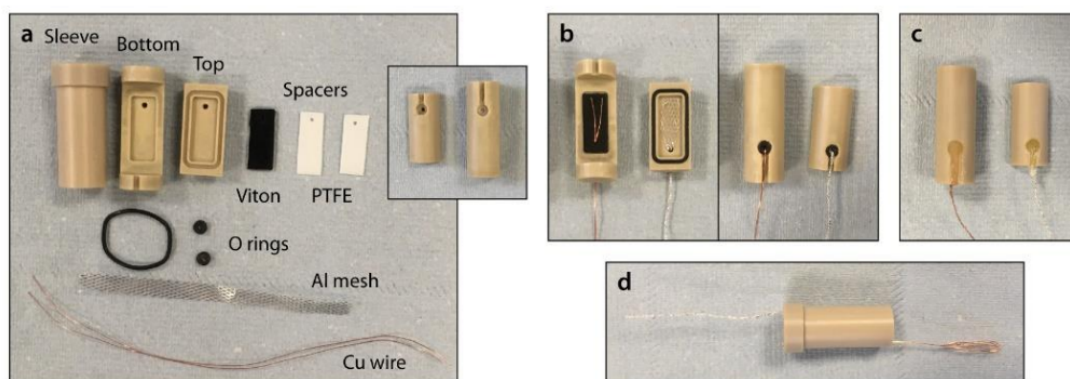 a
Sleeve
Bottom
Top
Spacers
Viton
PTFE
O rings
Al mesh
Cu wire
b
c
d